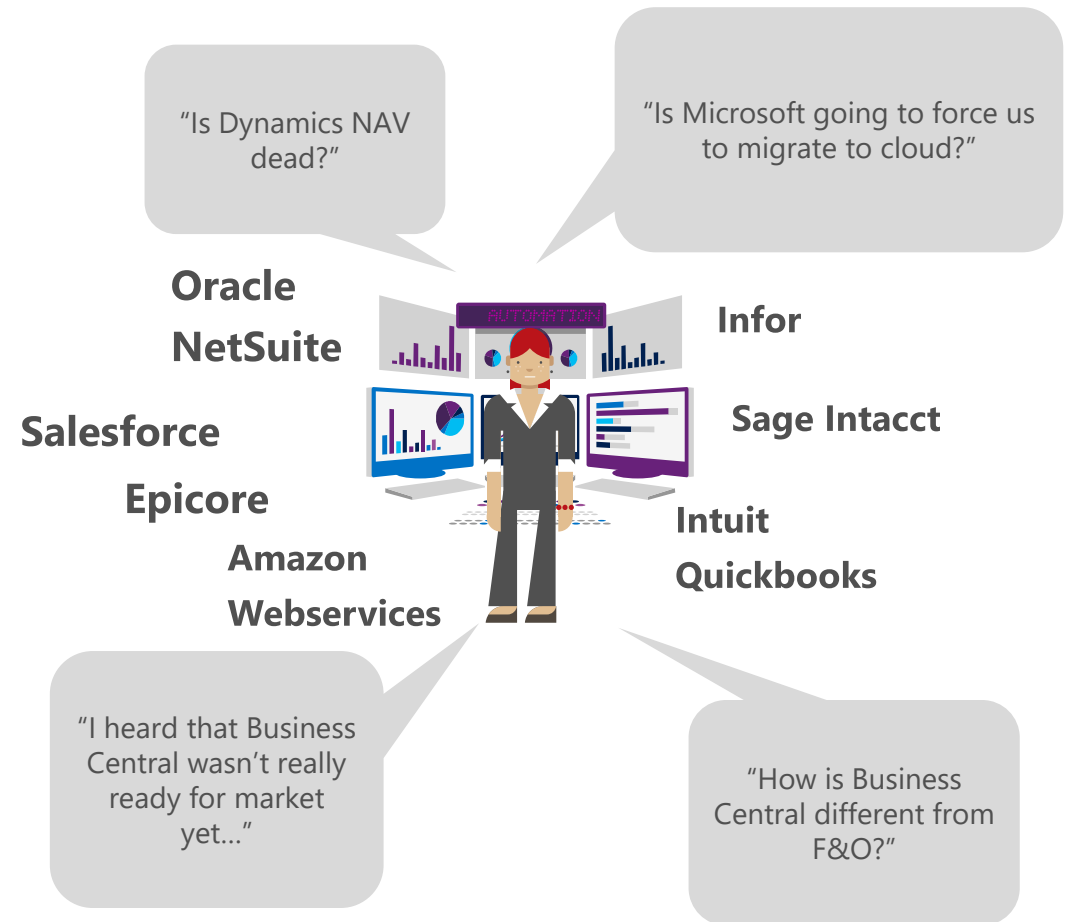 “Is Dynamics NAV
dead?”
“Is Microsoft going to force us
to migrate to cloud?”
Oracle
NetSuite
AUTOMATION
Infor
Salesforce
Sage Intacct
Epicore
Amazon
Webservices
Intuit
Quickbooks
“I heard that Business
Central wasn’t really
ready for market
yet...”
“How is Business
Central different from
F&O?”